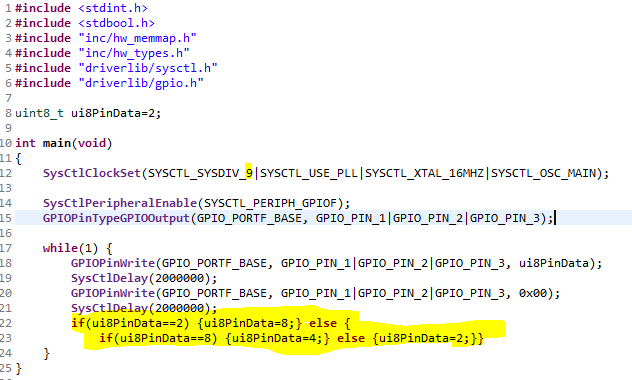 1 #include <stdint.h>
2 #include <stdbool.h>
3 #include "inc/hw_memmap.h"
4 #include "inc/hw_types.h"
5 #include "driverlib/sysctl.h"
6 #include "driverlib/gpio.h"
7
8 uint8_t ui8PinData=2;
9
10 int main(void)
11 {
12     SysCtlClockSet(SYSCTL_SYSDIV_9|SYSCTL_USE_PLL|SYSCTL_XTAL_16MHZ|SYSCTL_OSC_MAIN);
13
14     SysCtlPeripheralEnable(SYSCTL_PERIPH_GPIOF);
15     GPIOPinTypeGPIOOutput(GPIO_PORTF_BASE, GPIO_PIN_1|GPIO_PIN_2|GPIO_PIN_3);
16
17     while(1) {
18         GPIOPinWrite(GPIO_PORTF_BASE, GPIO_PIN_1|GPIO_PIN_2|GPIO_PIN_3, ui8PinData);
19         SysCtlDelay(2000000);
20         GPIOPinWrite(GPIO_PORTF_BASE, GPIO_PIN_1|GPIO_PIN_2|GPIO_PIN_3, 0x00);
21         SysCtlDelay(2000000);
22         if(ui8PinData==2) {ui8PinData=8;} else {
23             if(ui8PinData==8) {ui8PinData=4;} else {ui8PinData=2;}}
24     }
25 }